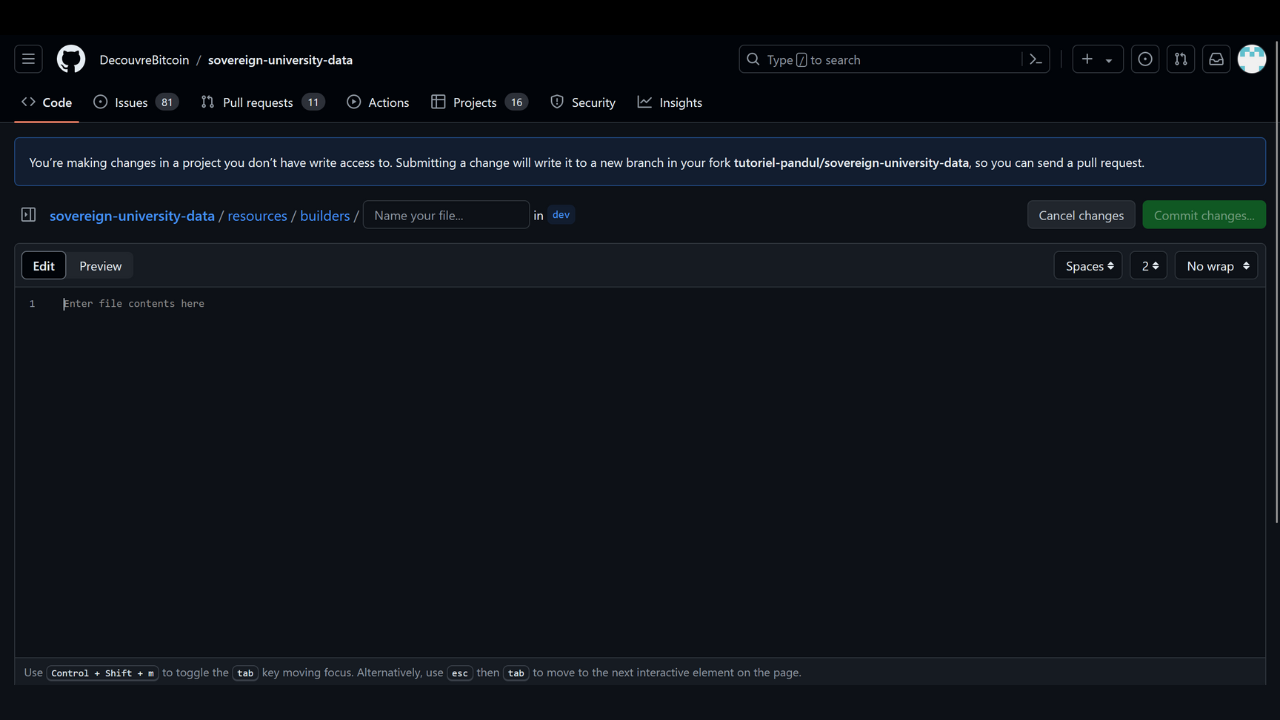 DecouvreBitcoin / sovereign-university-data Type / to search
Code Issues 81 Pull requests 11 Actions Projects 16 Security Insights
You're making changes in a project you don't have write access to. Submitting a change will write it to a new branch in your fork tutoriel-pandul/sovereign-university-data, so you can send a pull request.
sovereign-university-data / resources / builders / Name your file... in dev Cancel changes Commit changes...
Edit Preview Spaces 2 No wrap
1 Enter file contents here
Use Control + Shift + m to toggle the tab key moving focus. Alternatively, use esc then tab to move to the next interactive element on the page.